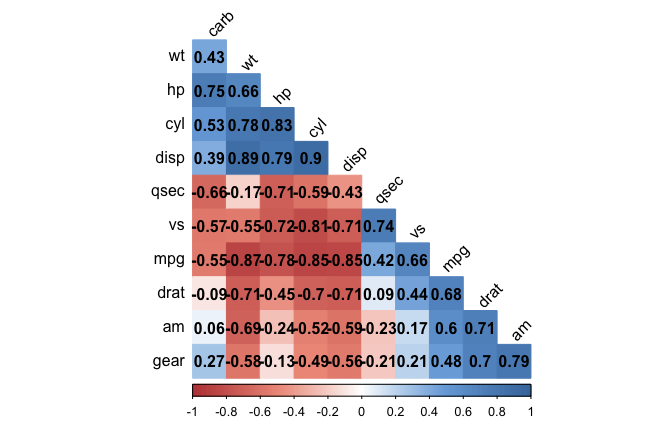 carb
wt 0.43 wt
hp 0.75 0.66 hp
cyl 0.53 0.78 0.83 cyl
disp 0.39 0.89 0.79 0.9 disp
qsec -0.66 -0.17 -0.71 -0.59 -0.43 qsec
vs -0.57 -0.55 -0.72 -0.81 -0.71 0.74 vs
mpg -0.55 -0.87 -0.78 -0.85 -0.85 0.42 0.66 mpg
drat -0.09 -0.71 -0.45 -0.7 -0.71 0.09 0.44 0.68 drat
am 0.06 -0.69 -0.24 -0.52 -0.59 -0.23 0.17 0.6 0.71 am
gear 0.27 -0.58 -0.13 -0.49 -0.56 -0.21 0.21 0.48 0.7 0.79
-1 -0.8 -0.6 -0.4 -0.2 0 0.2 0.4 0.6 0.8 1